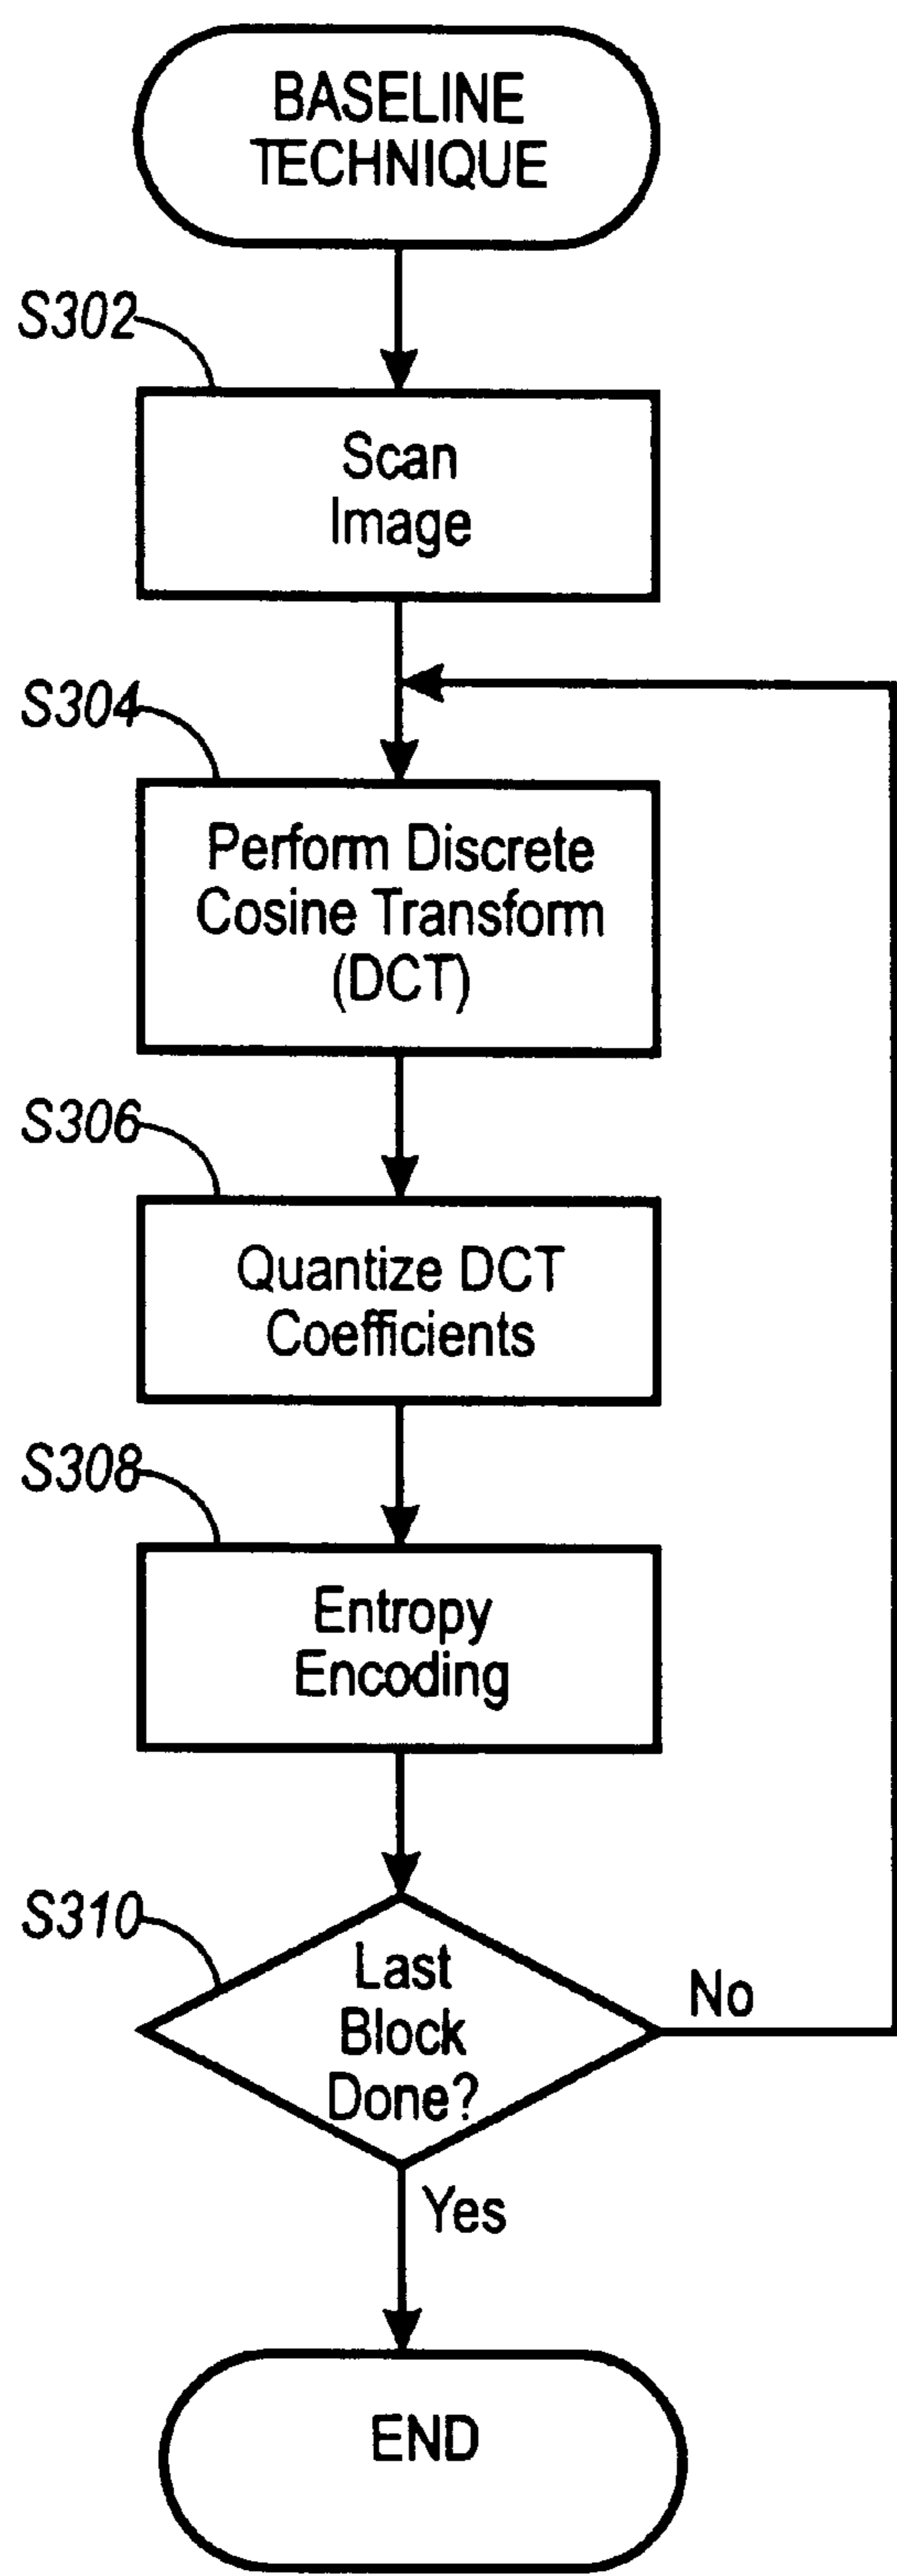 BASELINE
TECHNIQUE
S302
Scan
Image
S304
Perform Discrete
Cosine Transform
(DCT)
S306
Quantize DCT
Coefficients
S308
Entropy
Encoding
S310
Last
Block
Done?
No
Yes
END